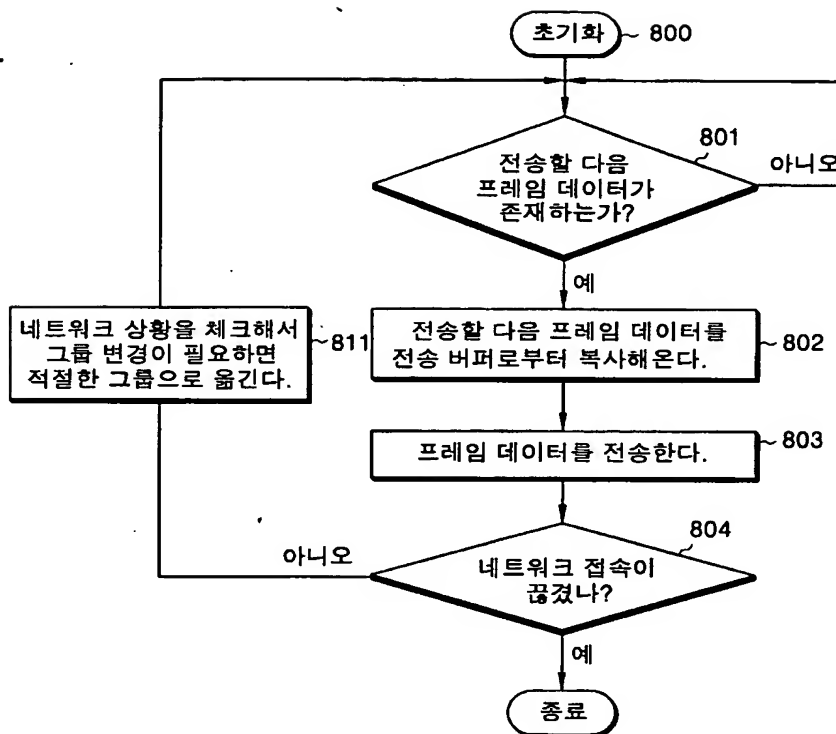 초기화
800
801
전송할 다음
프레임 데이터가
존재하는가?
아니오
예
네트워크 상황을 체크해서
그룹 변경이 필요하면
적절한 그룹으로 옮긴다.
811
전송할 다음 프레임 데이터를
전송 버퍼로부터 복사해온다.
802
프레임 데이터를 전송한다.
803
804
아니오
네트워크 접속이
끊겼나?
예
종료